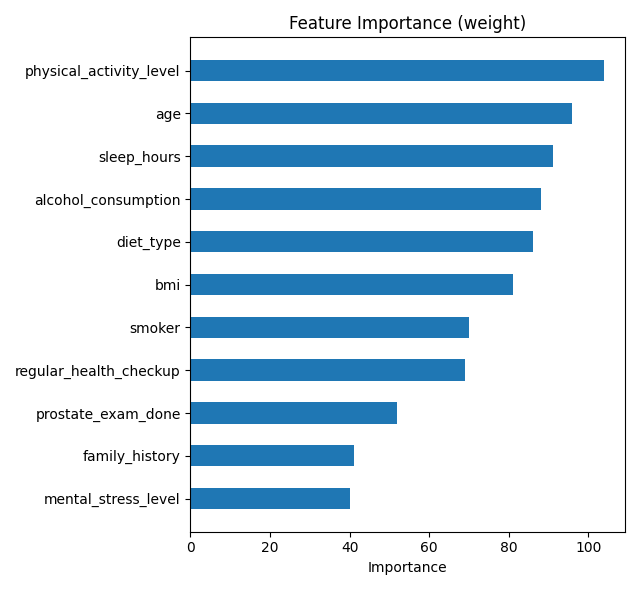 Feature Importance (weight)
physical_activity_level
age
sleep_hours
alcohol_consumption
diet_type
bmi
smoker
regular_health_checkup
prostate_exam_done
family_history
mental_stress_level
0 20 40 60 80 100
Importance